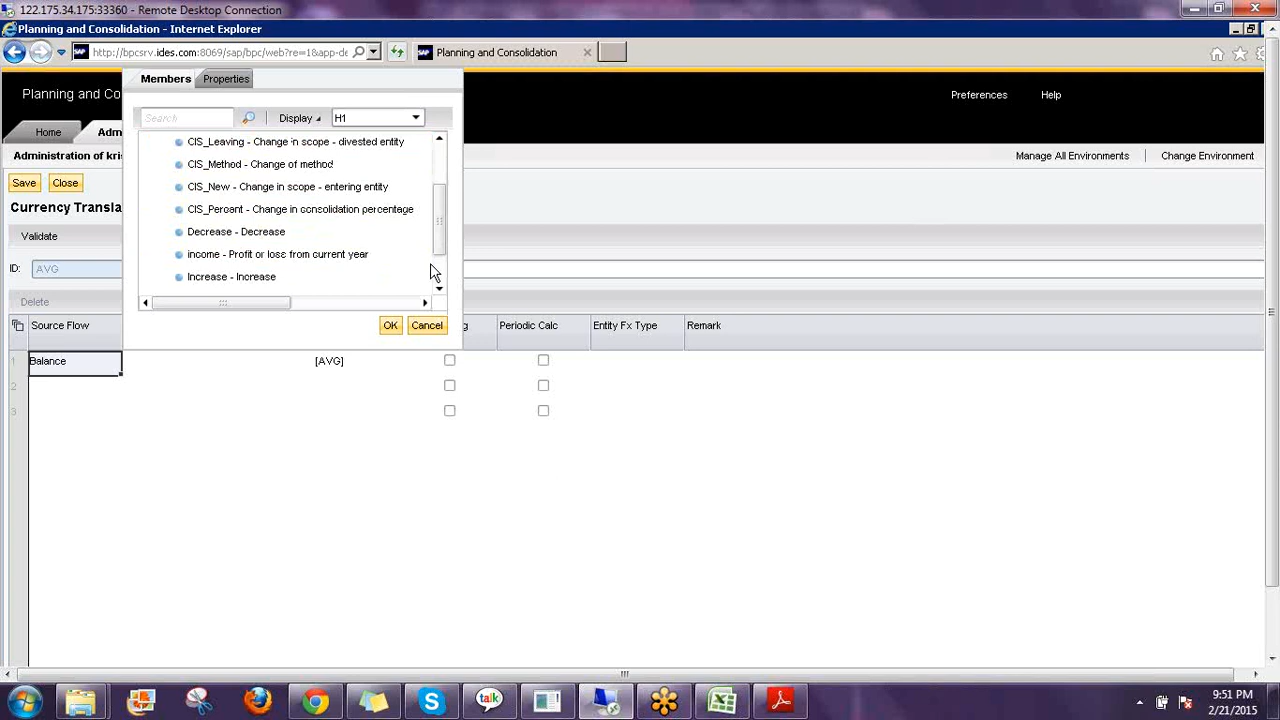 122.175.34.175:33360 - Remote Desktop Connection
Planning and Consolidation - Internet Explorer
http://bpcsrv.ides.com:8069/sap/bpc/web?re=1&app-de
SAP Planning and Consolidation
Members Properties
Planning and Co
Preferences Help
Search Display H1
Home Adm
CIS_Leaving - Change in scope - divested entity
Administration of kri
Manage All Environments Change Environment
CIS_Method - Change of method
Save Close
CIS_New - Change in scope - entering entity
Currency Transla
CIS_Percant - Change in consolidation percentage
Validate
Decrease - Decrease
income - Profit or loss from current year
ID: AVG
Increase - Increase
Delete
OK Cancel
Source Flow g Periodic Calc Entity Fx Type Remark
1 Balance [AVG]
2
3
talk
9:51 PM
2/21/2015